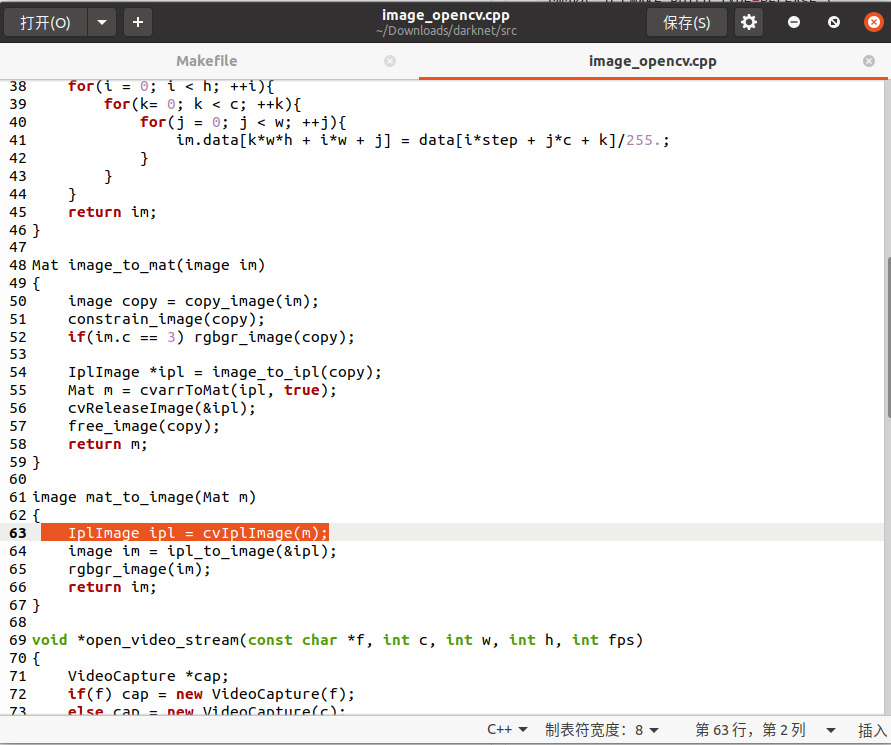 打开(O)
image_opencv.cpp
~/Downloads/darknet/src
保存(S)
Makefile
image_opencv.cpp
38     for(i = 0; i < h; ++i){
39         for(k= 0; k < c; ++k){
40             for(j = 0; j < w; ++j){
41                 im.data[k*w*h + i*w + j] = data[i*step + j*c + k]/255.;
42             }
43         }
44     }
45     return im;
46 }
47
48 Mat image_to_mat(image im)
49 {
50     image copy = copy_image(im);
51     constrain_image(copy);
52     if(im.c == 3) rgbgr_image(copy);
53
54     IplImage *ipl = image_to_ipl(copy);
55     Mat m = cvarrToMat(ipl, true);
56     cvReleaseImage(&ipl);
57     free_image(copy);
58     return m;
59 }
60
61 image mat_to_image(Mat m)
62 {
63     IplImage ipl = cvIplImage(m);
64     image im = ipl_to_image(&ipl);
65     rgbgr_image(im);
66     return im;
67 }
68
69 void *open_video_stream(const char *f, int c, int w, int h, int fps)
70 {
71     VideoCapture *cap;
72     if(f) cap = new VideoCapture(f);
73     else cap = new VideoCapture(c);
C++ 制表符宽度：8 第 63 行，第 2 列 插入